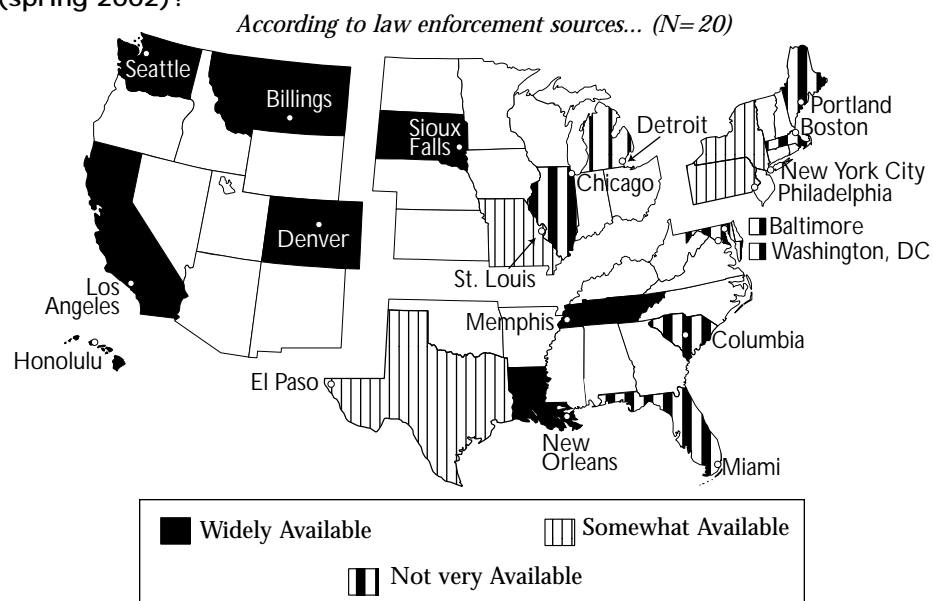 (spring 2002)?
According to law enforcement sources... (N=20)
Seattle
Billings
Sioux
Falls
Detroit
Portland
Boston
Chicago
New York City
Philadelphia
Denver
Baltimore
Washington, DC
St. Louis
Los
Angeles
Memphis
Columbia
Honolulu
El Paso
New
Orleans
Miami
Widely Available
Somewhat Available
Not very Available